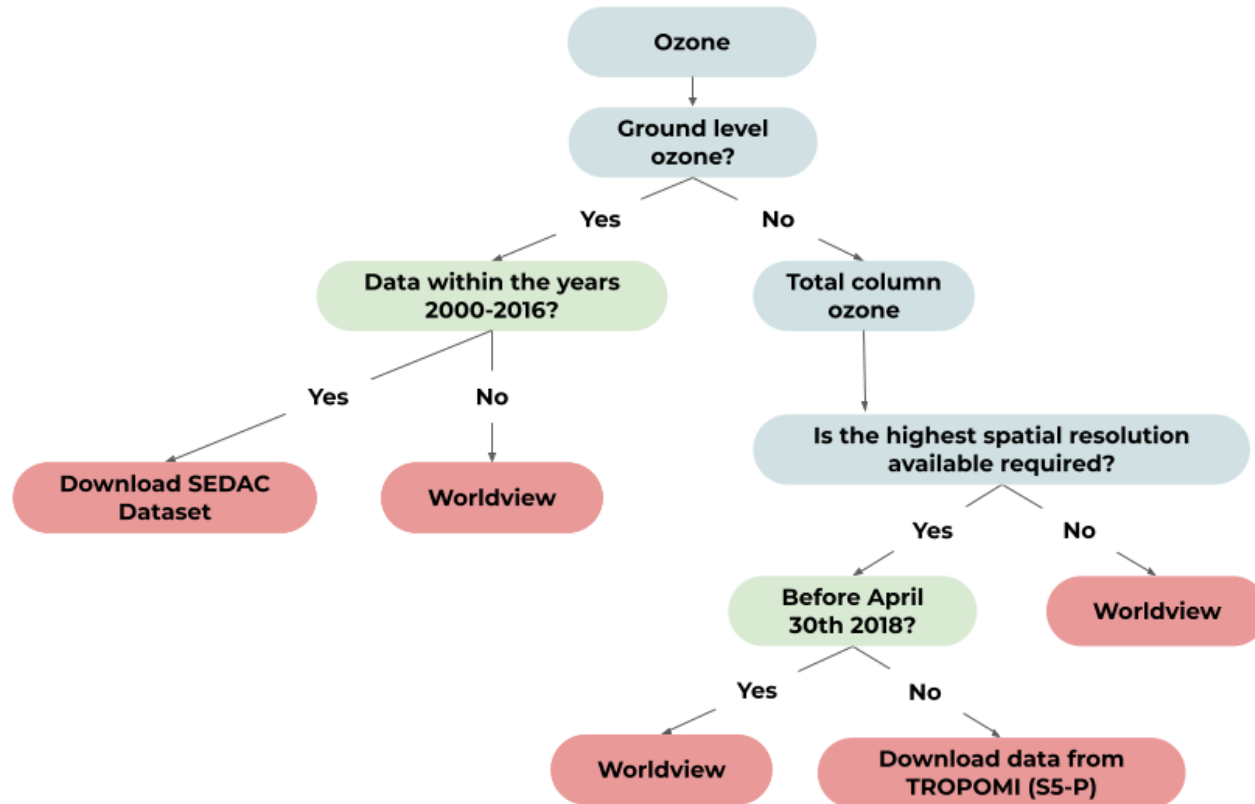 Ozone
Ground level
ozone?
Yes
No
Data within the years
2000-2016?
Total column
ozone
Yes
No
Is the highest spatial resolution
available required?
Download SEDAC
Dataset
Worldview
Yes
No
Before April
30th 2018?
Worldview
Yes
No
Worldview
Download data from
TROPOMI (S5-P)